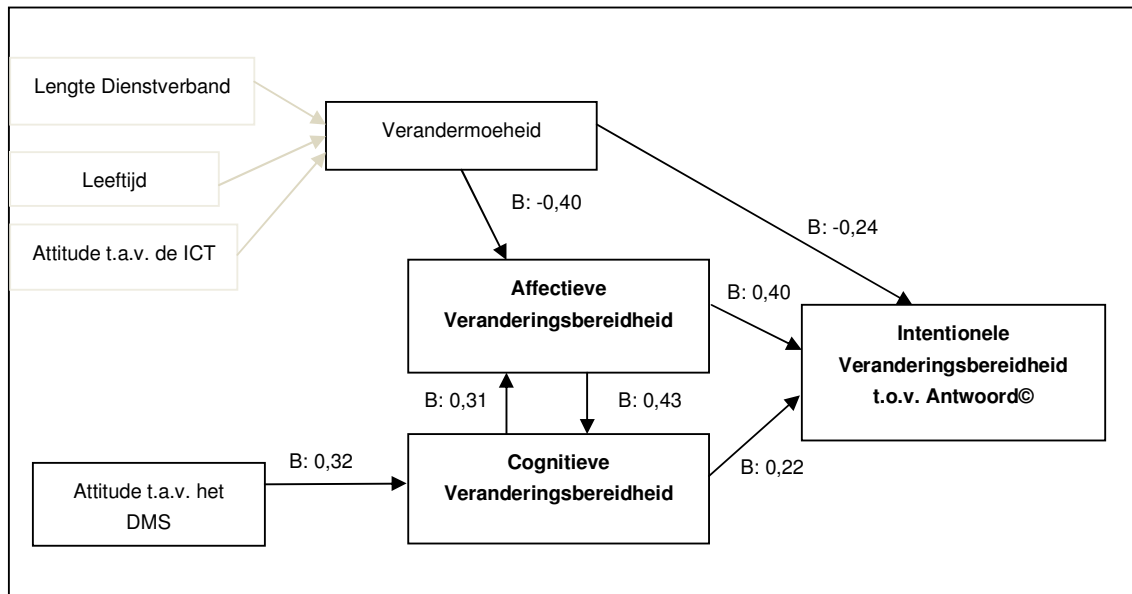 Lengte Dienstverband
Verandermoeheid
Leeftijd
B: -0,40
B: -0,24
Attitude t.a.v. de ICT
Affectieve
Veranderingsbereidheid
B: 0,40
Intentionele
Veranderingsbereidheid
t.o.v. Antwoord©
B: 0,31
B: 0,43
B: 0,32
Cognitieve
Veranderingsbereidheid
B: 0,22
Attitude t.a.v. het
DMS